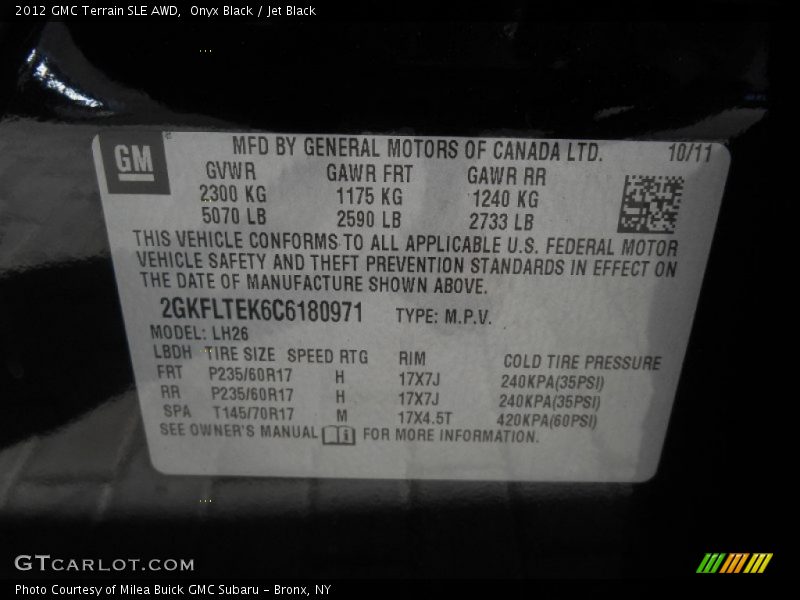 2012 GMC Terrain SLE AWD, Onyx Black / Jet Black
GM MFD BY GENERAL MOTORS OF CANADA LTD. 10/11
GVWR GAWR FRT GAWR RR
2300 KG 1175 KG 1240 KG
5070 LB 2590 LB 2733 LB
THIS VEHICLE CONFORMS TO ALL APPLICABLE U.S. FEDERAL MOTOR
VEHICLE SAFETY AND THEFT PREVENTION STANDARDS IN EFFECT ON
THE DATE OF MANUFACTURE SHOWN ABOVE.
2GKFLTEK6C6180971 TYPE: M.P.V.
MODEL: LH26
LBDH TIRE SIZE SPEED RTG RIM COLD TIRE PRESSURE
FRT P235/60R17 H 17X7J 240KPA(35PSI)
RR P235/60R17 H 17X7J 240KPA(35PSI)
SPA T145/70R17 M 17X4.5T 420KPA(60PSI)
SEE OWNER'S MANUAL FOR MORE INFORMATION.
GTCARLOT.COM
Photo Courtesy of Milea Buick GMC Subaru - Bronx, NY